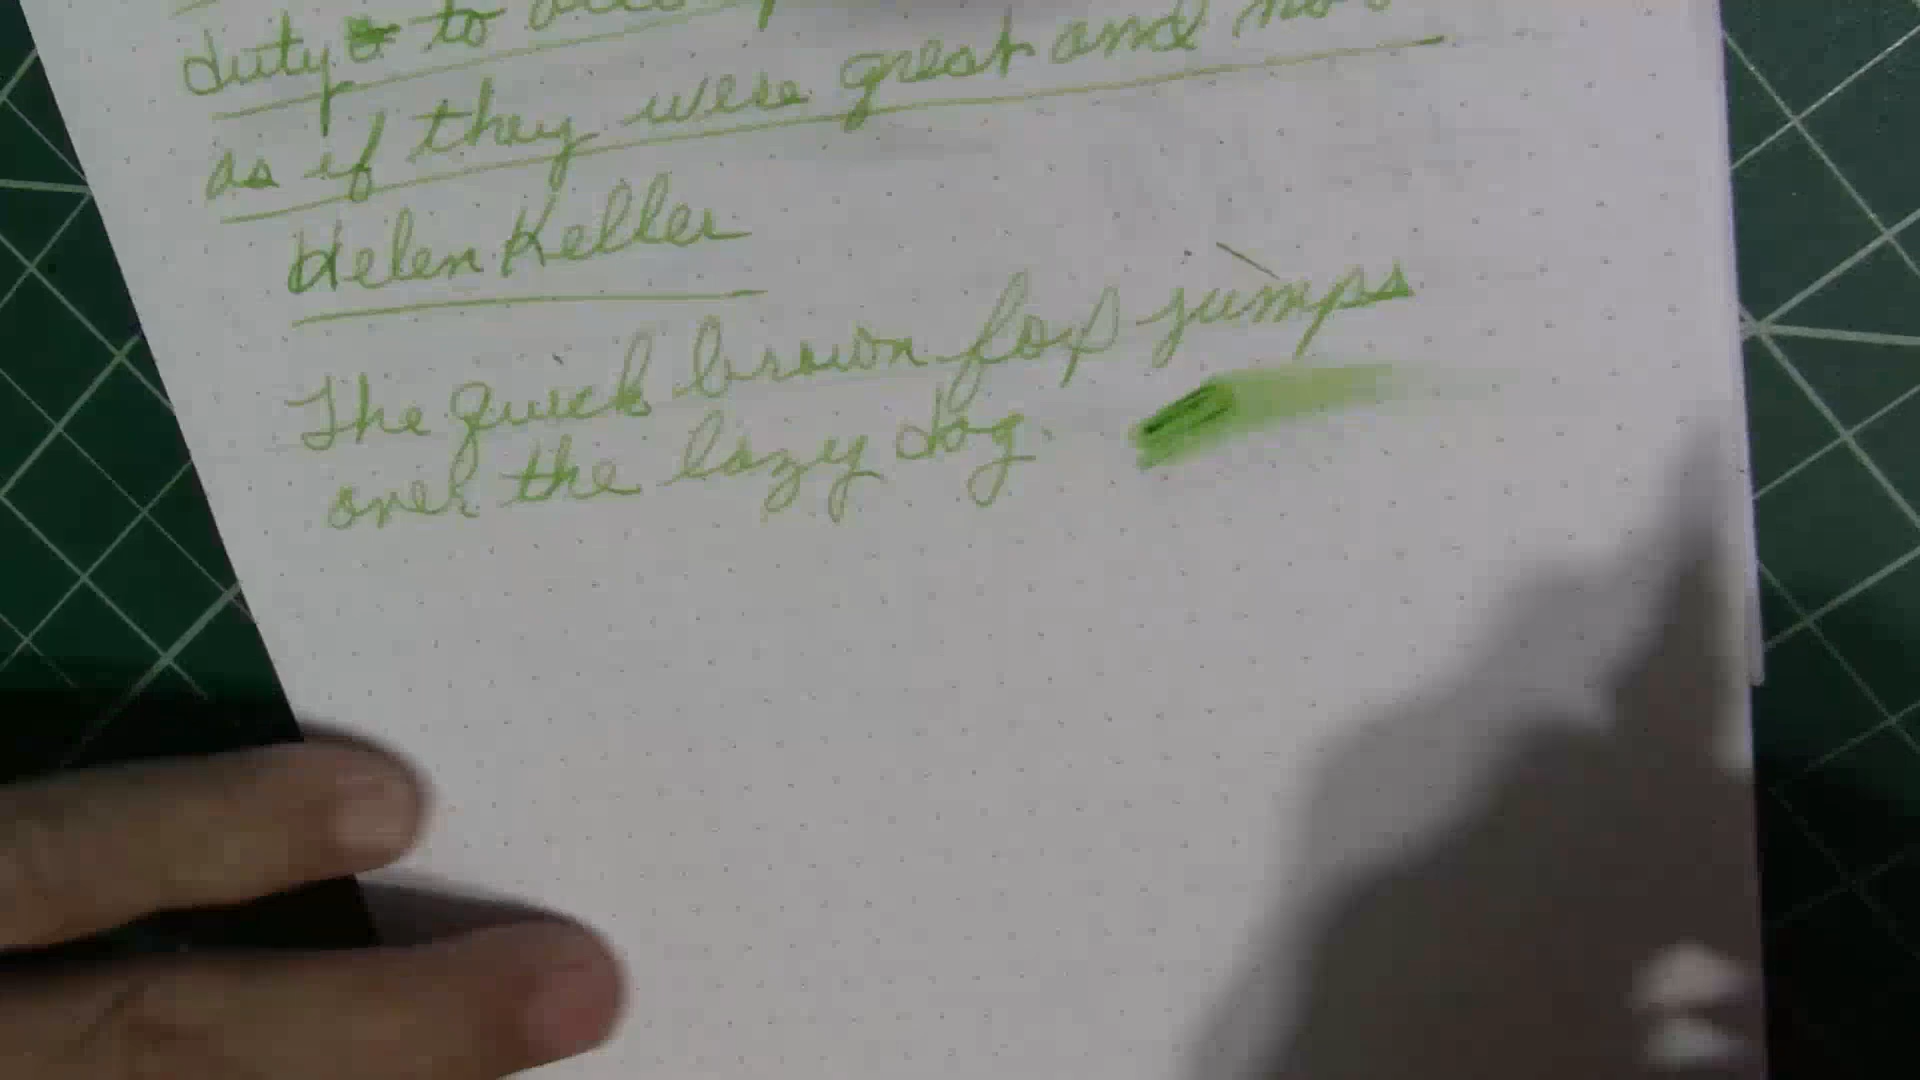 duty to
as if they were great and
Helen Keller
The quick brown fox jumps
over the lazy dog.